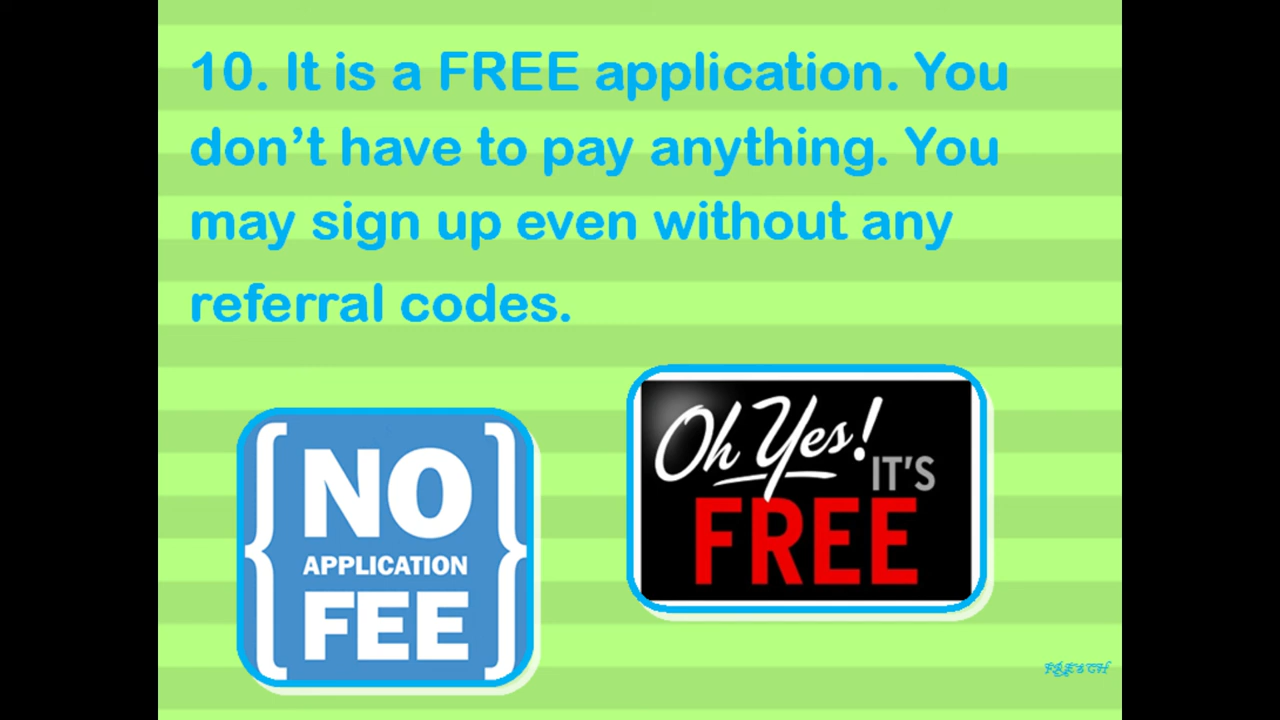 10. It is a FREE application. You
don't have to pay anything. You
may sign up even without any
referral codes.
NO
APPLICATION
FEE
Oh Yes!
IT'S
FREE